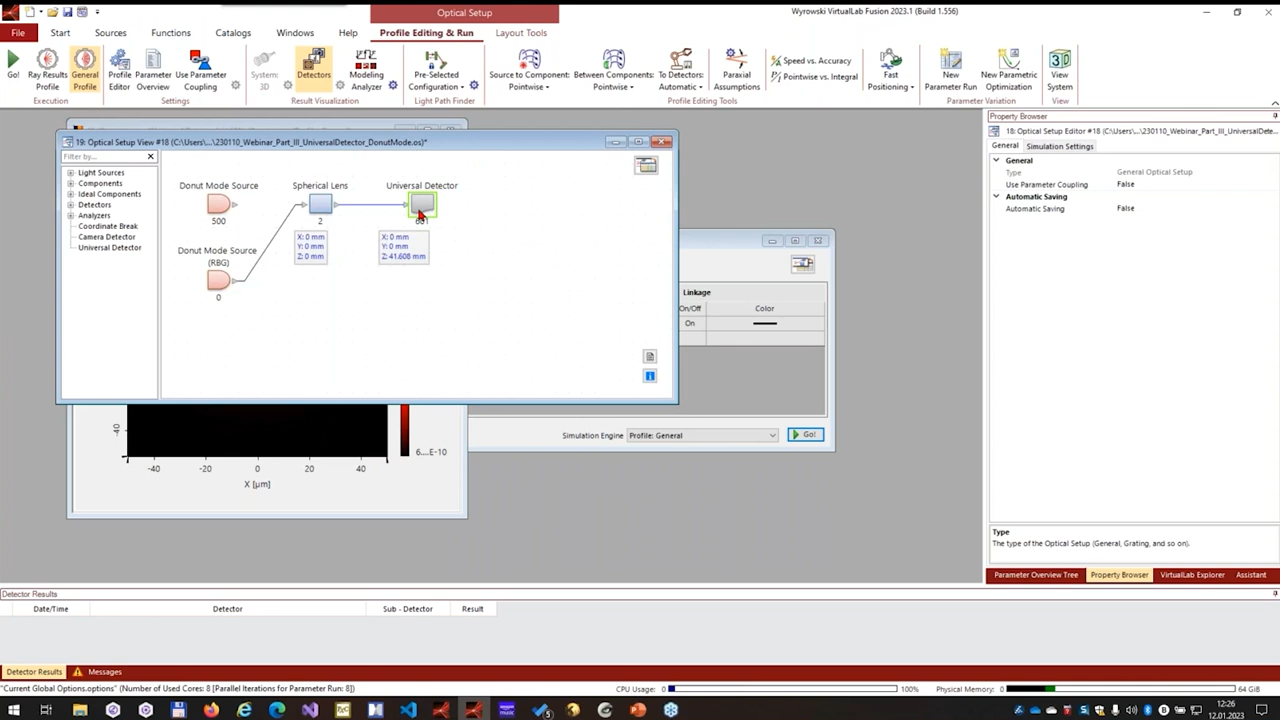 Optical Setup
Wyrowski VirtualLab Fusion 2023.1 (Build 1.556)
File
Start
Sources
Functions
Catalogs
Windows
Help
Profile Editing & Run
Layout Tools
Go!
Ray Results Profile
General Profile
Profile Editor
Parameter Overview
Use Parameter Coupling
System: 3D
Detectors
Modeling Analyzer
Pre-Selected Configuration
Source to Component: Pointwise
Between Components: Pointwise
To Detectors: Automatic
Paraxial Assumptions
Speed vs. Accuracy
Pointwise vs. Integral
Fast Positioning
New Parameter Run
New Parametric Optimization
View System
Execution
Settings
Result Visualization
Light Path Finder
Profile Editing Tools
Parameter Variation
View
19: Optical Setup View #18 (C:\Users\...\230110_Webinar_Part_III_UniversalDetector_DonutMode.os)*
Filter by...
Light Sources
Components
Ideal Components
Detectors
Analyzers
Coordinate Break
Camera Detector
Universal Detector
Donut Mode Source
500
Donut Mode Source
(RBG)
0
Spherical Lens
2
X: 0 mm
Y: 0 mm
Z: 0 mm
Universal Detector
X: 0 mm
Y: 0 mm
Z: 41.608 mm
Linkage
On/Off
Color
On
Simulation Engine
Profile: General
Go!
-40
6....E-10
-40 -20 0 20 40
X [µm]
Property Browser
18: Optical Setup Editor #18 (C:\Users\...\230110_Webinar_Part_III_UniversalDete...
General
Simulation Settings
General
Type General Optical Setup
Use Parameter Coupling False
Automatic Saving
Automatic Saving False
Type
The type of the Optical Setup (General, Grating, and so on).
Parameter Overview Tree
Property Browser
VirtualLab Explorer
Assistant
Detector Results
Date/Time
Detector
Sub - Detector
Result
Detector Results
Messages
"Current Global Options.options" (Number of Used Cores: 8 [Parallel Iterations for Parameter Run: 8])
CPU Usage: 0
100%
Physical Memory: 0
64 GiB
12:26
12.01.2023